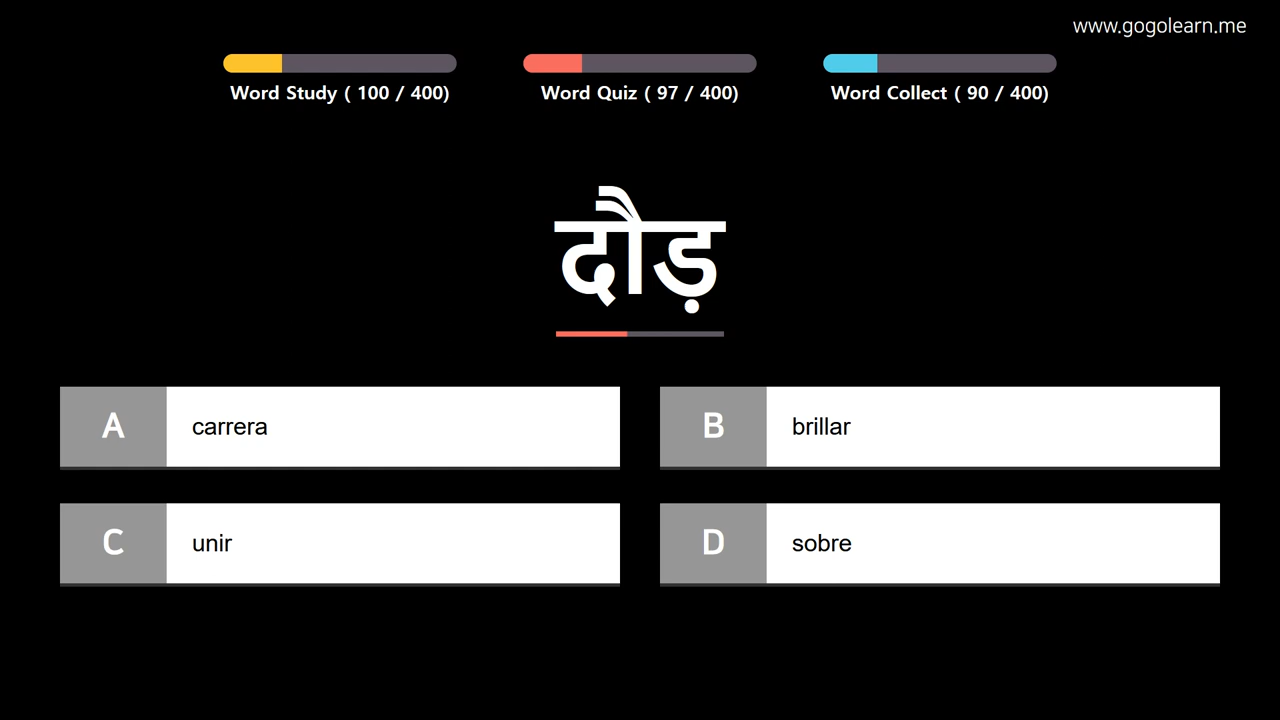 www.gogolearn.me
Word Study ( 100 / 400)
Word Quiz ( 97 / 400)
Word Collect ( 90 / 400)
दौड़
A carrera
B brillar
C unir
D sobre